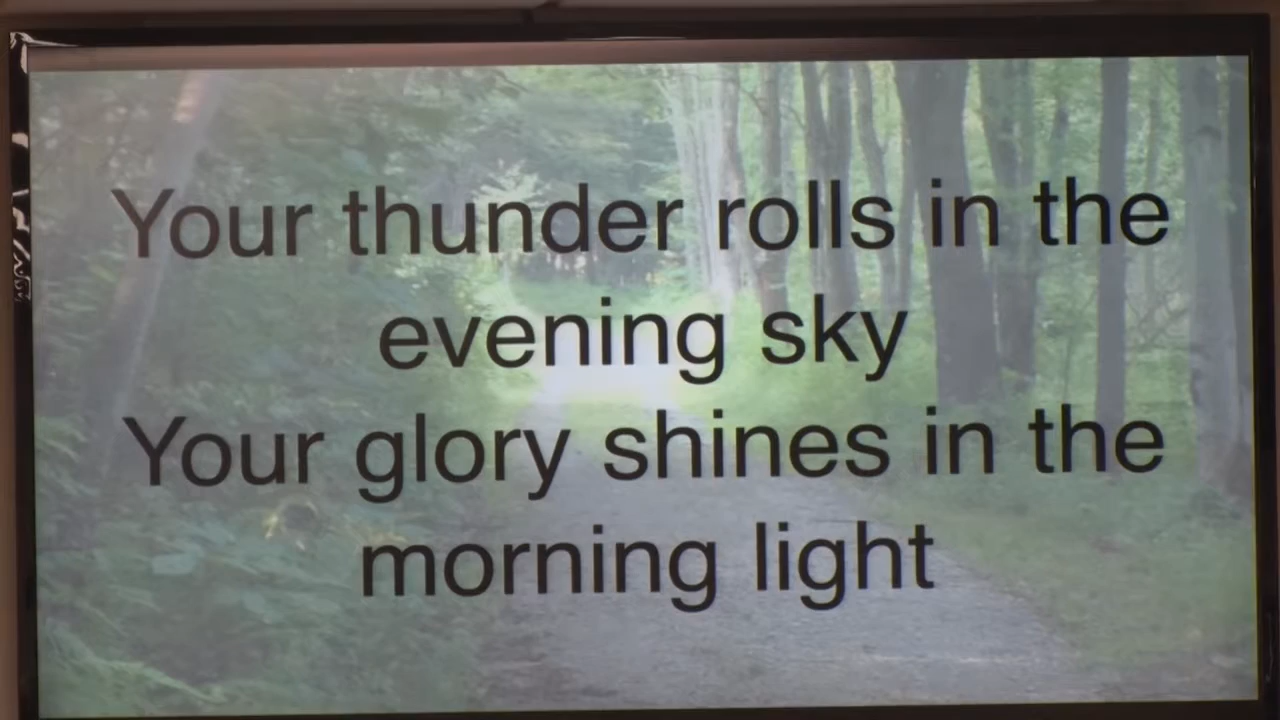 Your thunder rolls in the
evening sky
Your glory shines in the
morning light